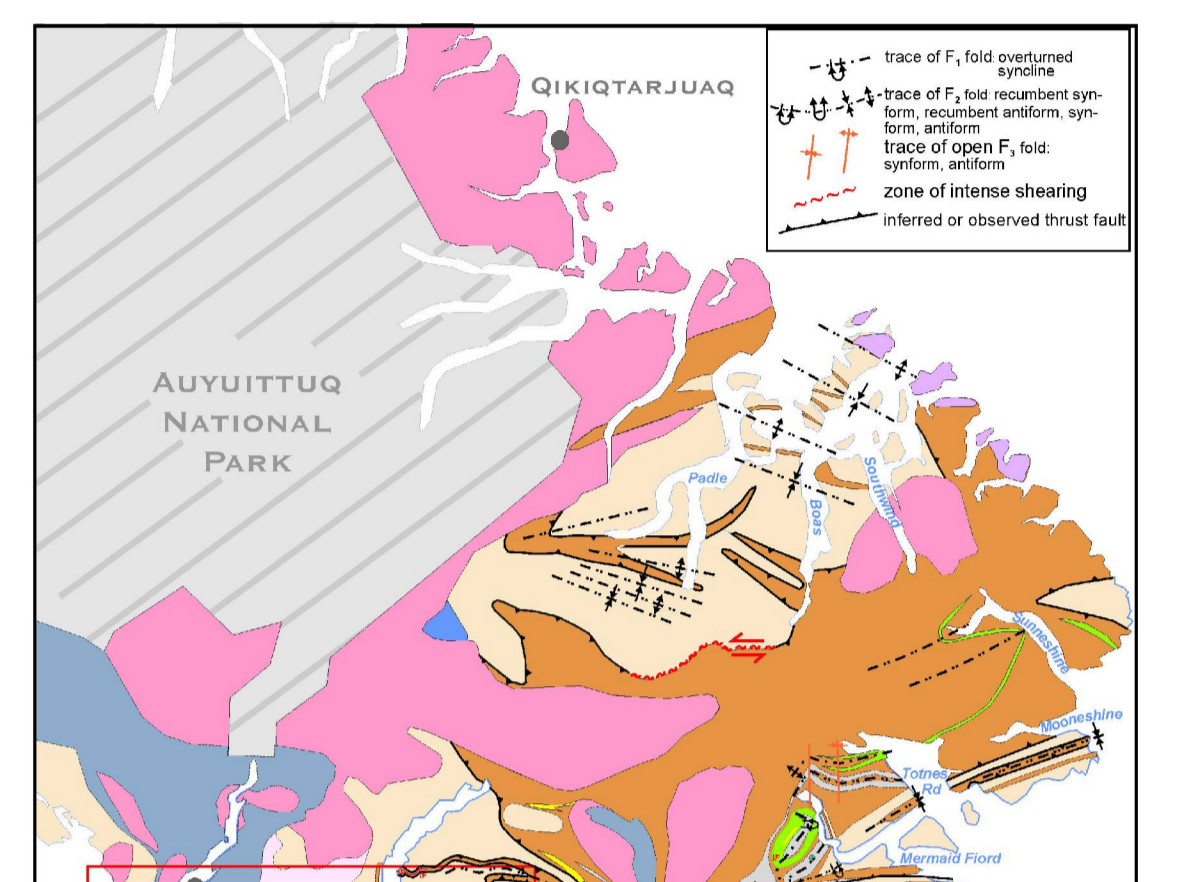 QIKIQTARJUAQ
trace of F1 fold: overturned
syncline
trace of F2 fold: recumbent syn-
form, recumbent antiform, syn-
form, antiform
trace of open F3 fold:
synform, antiform
zone of intense shearing
inferred or observed thrust fault
AUYUITTUQ
NATIONAL
PARK
Padle
Boas
Southwind
Sunneshine
Mooneshine
Totnes
Rd
Mermaid Fiord